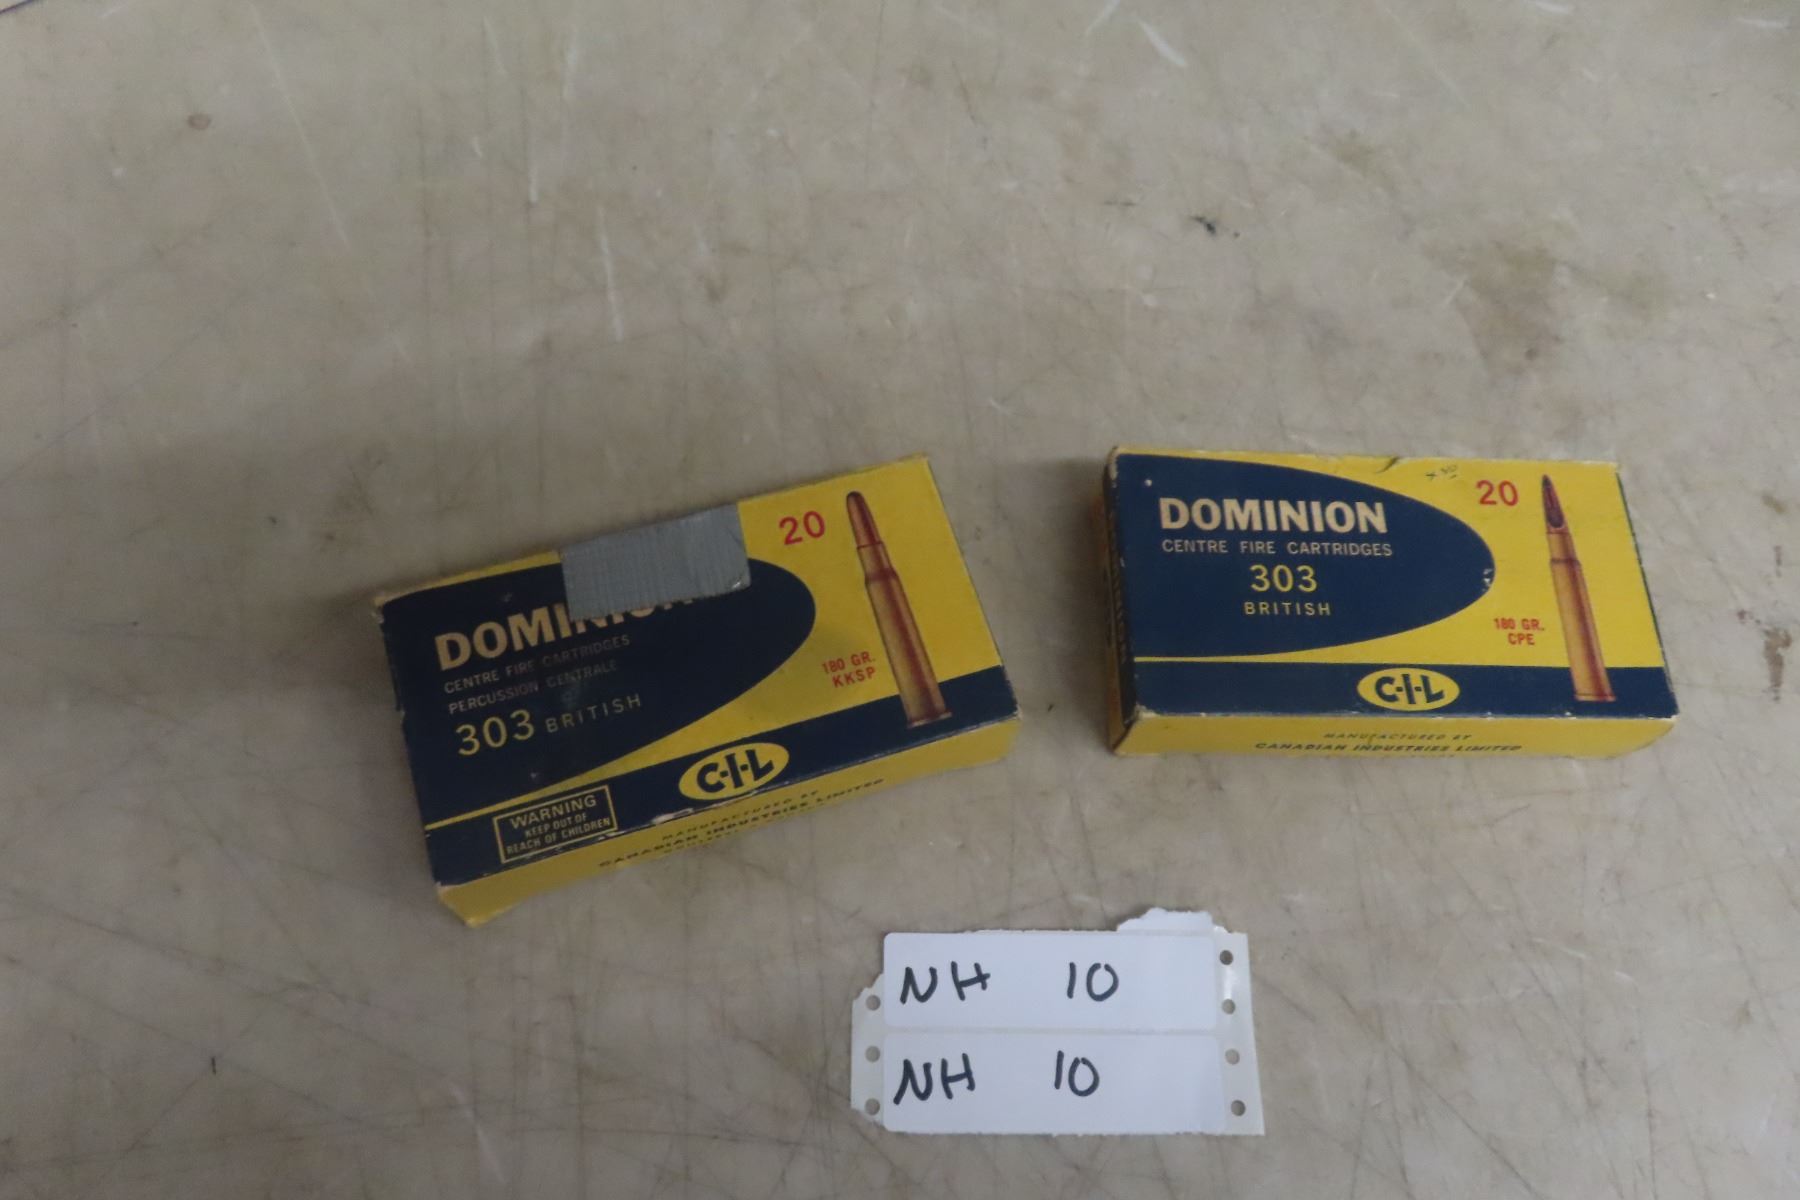 20
DOMINION
CENTRE FIRE CARTRIDGES
PERCUSSION CENTRALE
303 BRITISH
180 GR.
KKSP
C-I-L
WARNING
KEEP OUT OF
REACH OF CHILDREN
MANUFACTURED BY
CANADIAN INDUSTRIES LIMITED
20
DOMINION
CENTRE FIRE CARTRIDGES
303
BRITISH
180 GR.
CPE
C-I-L
MANUFACTURED BY
CANADIAN INDUSTRIES LIMITED
NH 10
NH 10